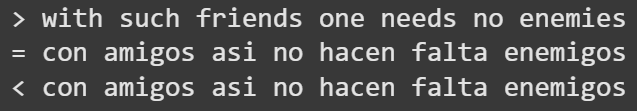 > with such friends one needs no enemies
= con amigos asi no hacen falta enemigos
< con amigos asi no hacen falta enemigos